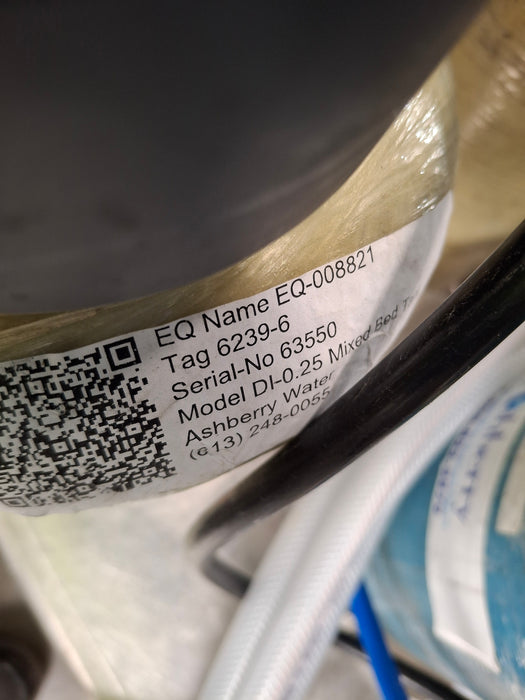 EQ Name EQ-008821
Tag 6239-6
Serial-No 63550
Model DI-0.25 Mixed Bed
Ashberry Water
(613) 248-0055